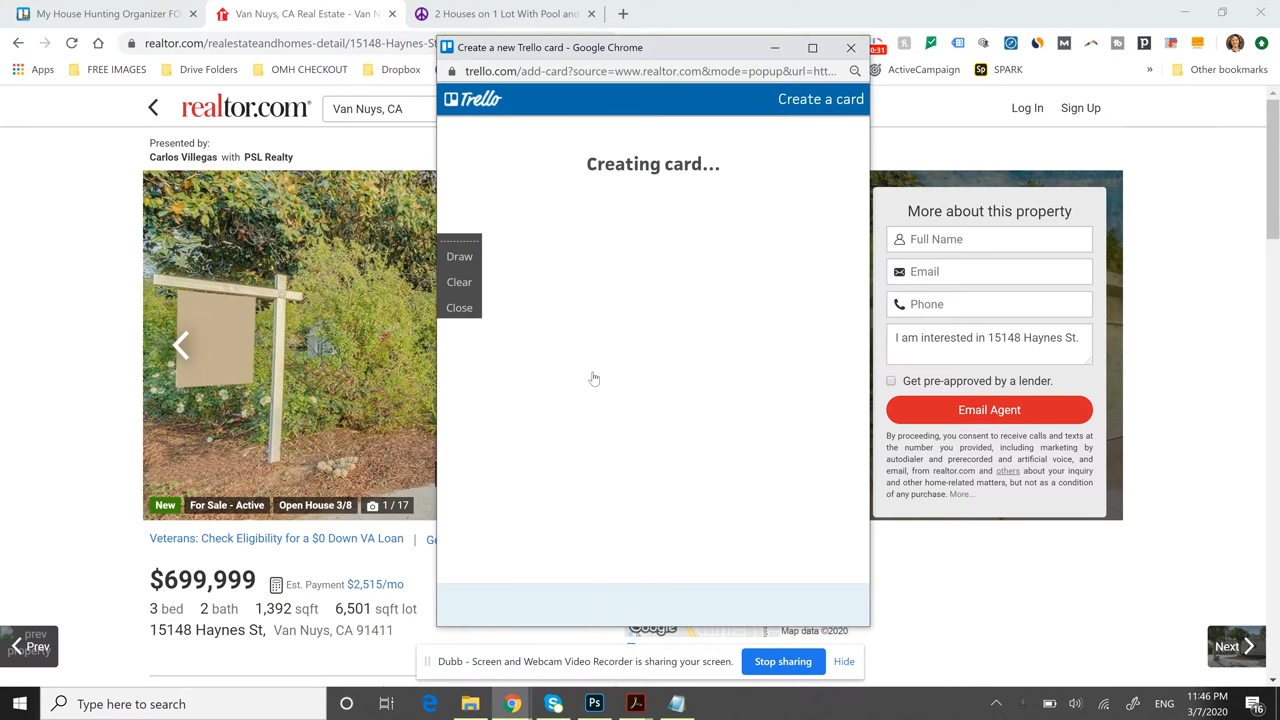 My House Hunting Organizer FO
Van Nuys, CA Real Estate - Van N
2 Houses on 1 Lot With Pool and
realtor.com/realestateandhomes-detail/15148-Haynes-S
0:31
Apps
FREE IMAGES
Drive Folders
PMH CHECKOUT
Dropbox
ActiveCampaign
Sp SPARK
»
Other bookmarks
Create a new Trello card - Google Chrome
trello.com/add-card?source=www.realtor.com&mode=popup&url=htt...
Trello
Create a card
Creating card...
Draw
Clear
Close
realtor.com®
Van Nuys, CA
Log In
Sign Up
Presented by:
Carlos Villegas with PSL Realty
More about this property
Full Name
Email
Phone
I am interested in 15148 Haynes St.
Get pre-approved by a lender.
Email Agent
By proceeding, you consent to receive calls and texts at
the number you provided, including marketing by
autodialer and prerecorded and artificial voice, and
email, from realtor.com and others about your inquiry
and other home-related matters, but not as a condition
of any purchase. More...
New
For Sale - Active
Open House 3/8
1 / 17
Veterans: Check Eligibility for a $0 Down VA Loan
|
Ge
$699,999
Est. Payment $2,515/mo
3 bed 2 bath 1,392 sqft 6,501 sqft lot
15148 Haynes St, Van Nuys, CA 91411
Google
Map data ©2020
prev
property
Prev
Next
Dubb - Screen and Webcam Video Recorder is sharing your screen.
Stop sharing
Hide
Type here to search
Ps
ENG
11:46 PM
3/7/2020
16